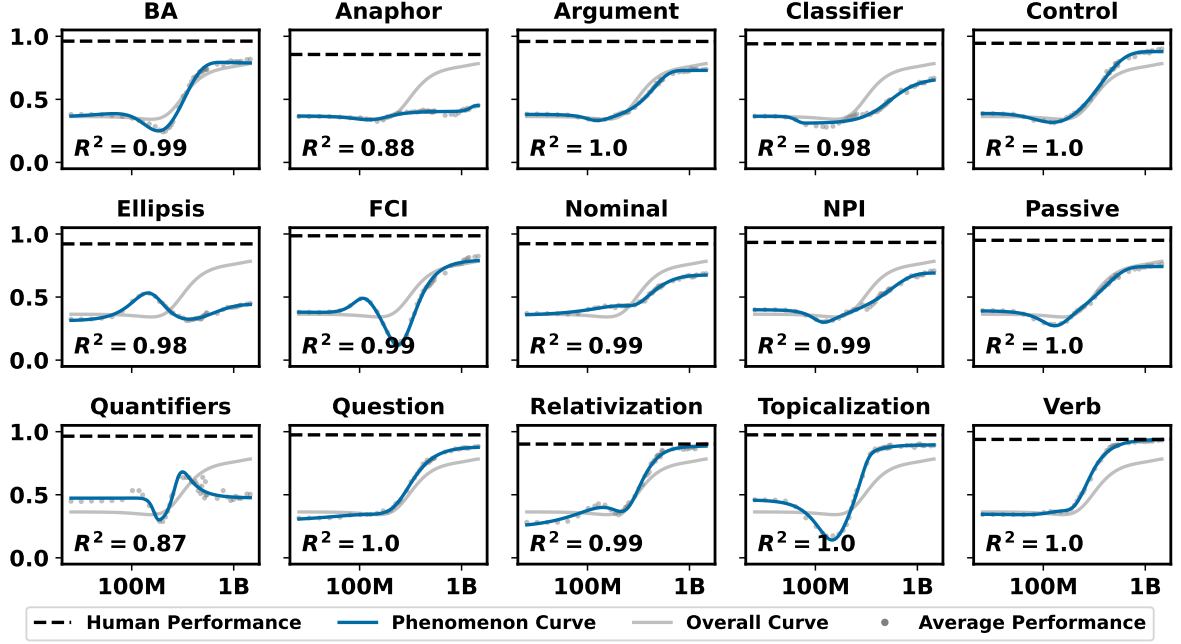 BA Anaphor Argument Classifier Control
1.0
0.5
0.0
R² = 0.99 R² = 0.88 R² = 1.0 R² = 0.98 R² = 1.0
Ellipsis FCI Nominal NPI Passive
1.0
0.5
0.0
R² = 0.98 R² = 0.99 R² = 0.99 R² = 0.99 R² = 1.0
Quantifiers Question Relativization Topicalization Verb
1.0
0.5
0.0
R² = 0.87 R² = 1.0 R² = 0.99 R² = 1.0 R² = 1.0
100M 1B 100M 1B 100M 1B 100M 1B 100M 1B
Human Performance Phenomenon Curve Overall Curve Average Performance